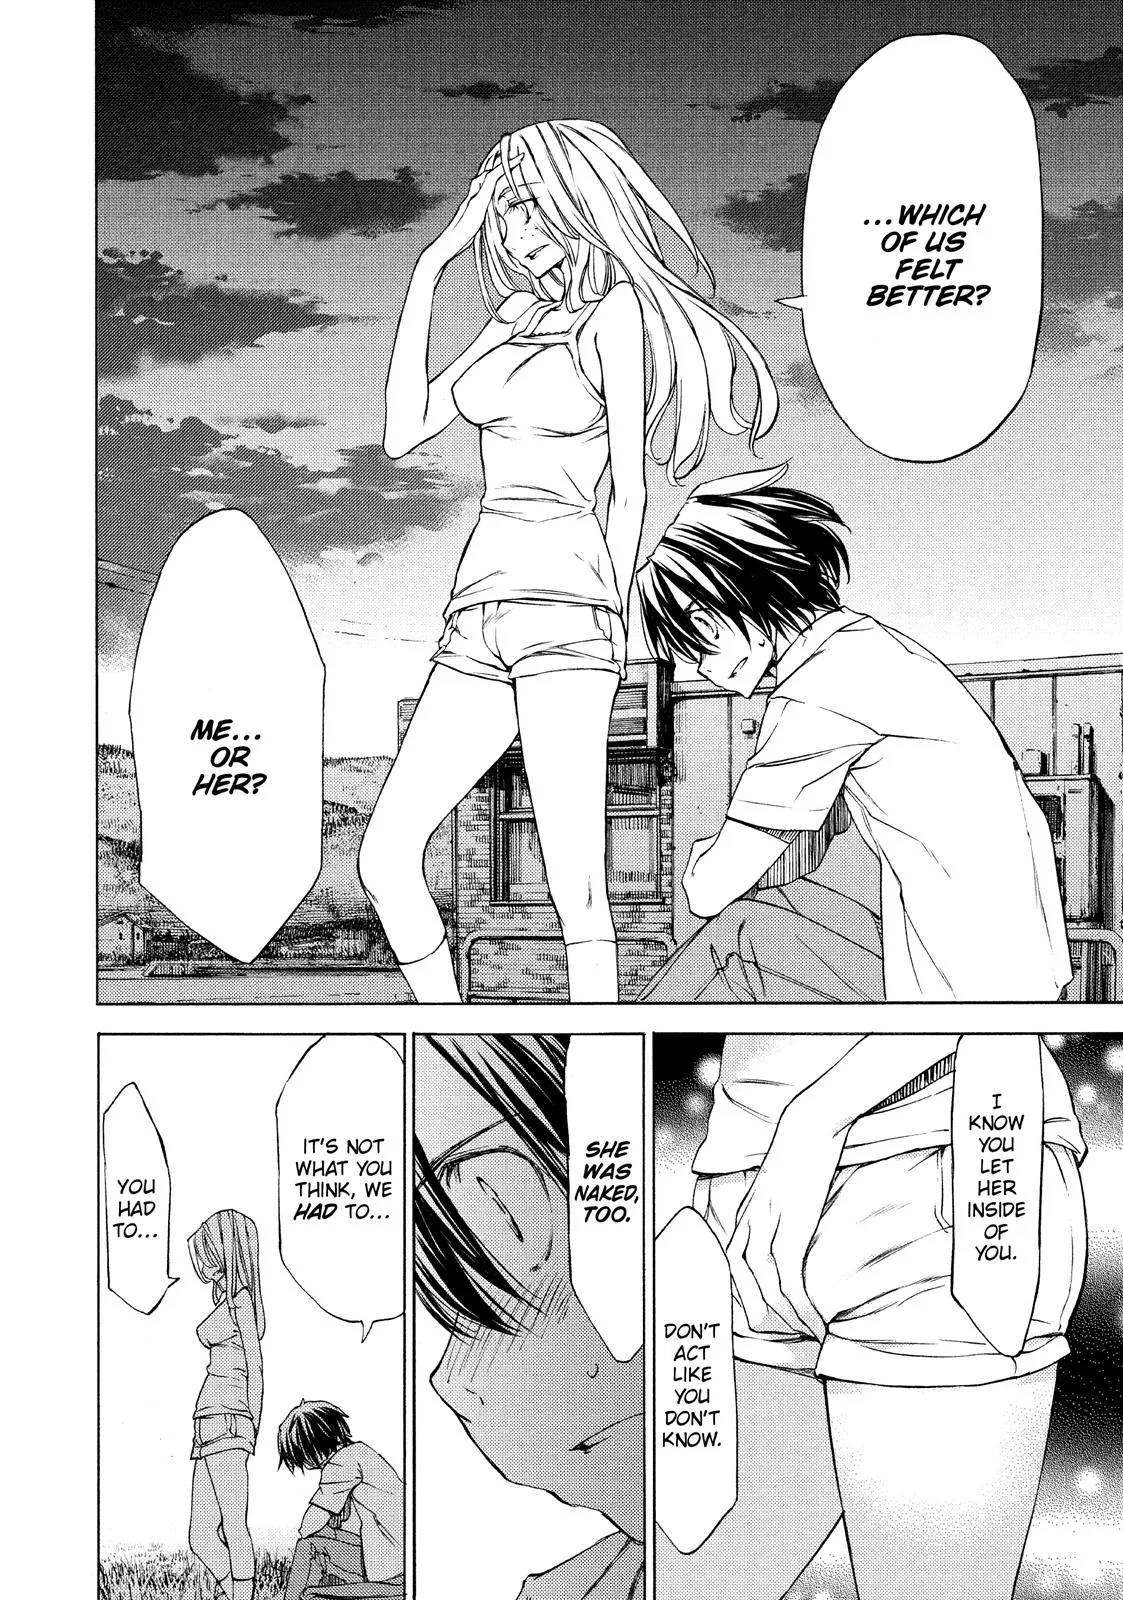 ...WHICH
OF US
FELT
BETTER?
ME...
OR
HER?
I
KNOW
YOU LET
HER
INSIDE
OF
YOU.
DON'T
ACT
LIKE
YOU
DON'T
KNOW.
SHE
WAS
NAKED,
TOO.
IT'S NOT
WHAT YOU
THINK, WE
HAD TO...
YOU
HAD
TO...